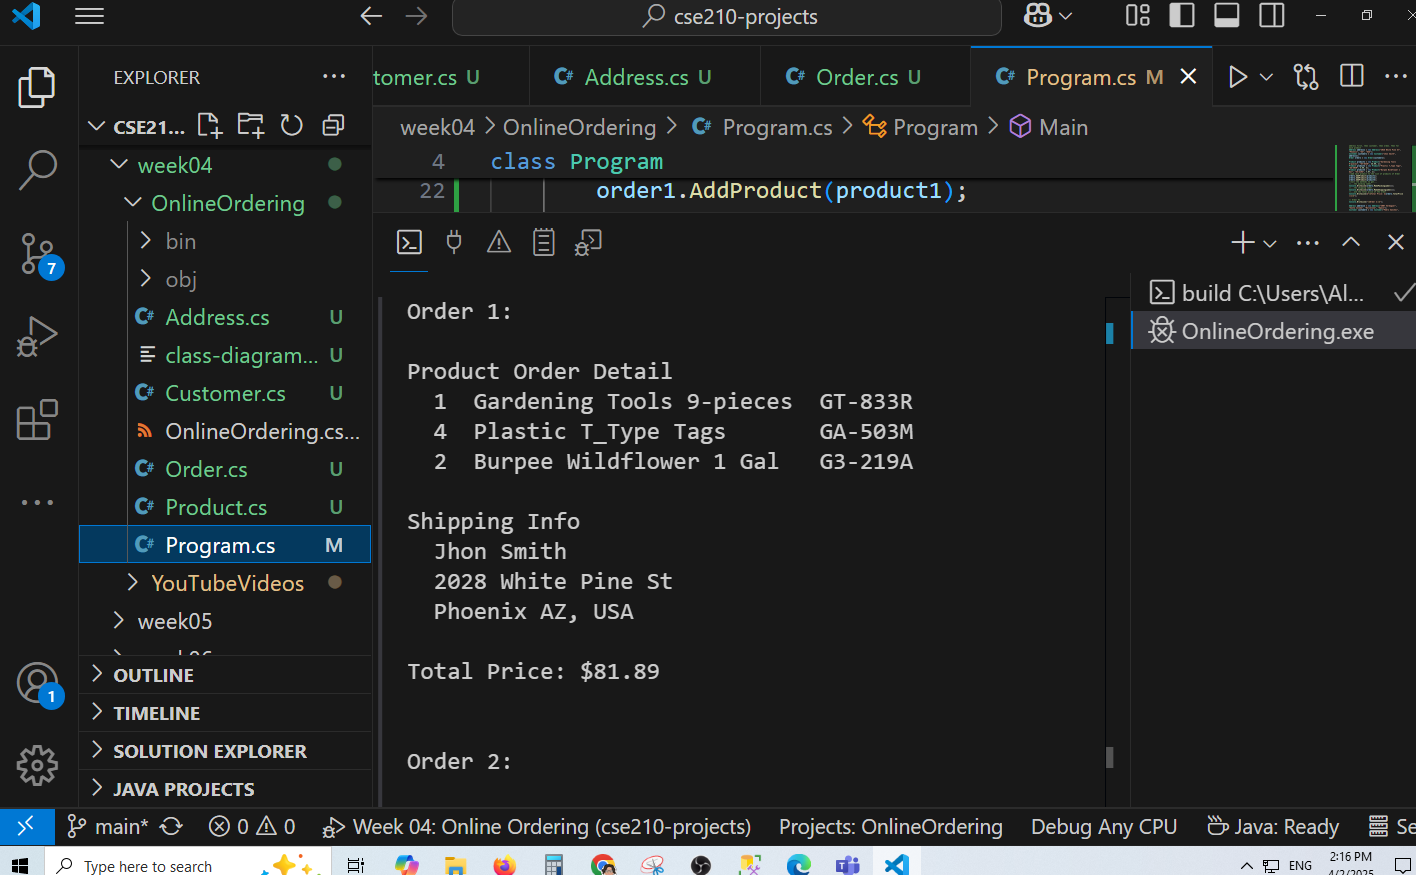 cse210-projects
EXPLORER
tomer.cs U
Address.cs U
Order.cs U
Program.cs M
CSE21...
week04
OnlineOrdering
bin
obj
Address.cs U
class-diagram... U
Customer.cs U
OnlineOrdering.cs...
Order.cs U
Product.cs U
Program.cs M
YouTubeVideos
week05
OUTLINE
TIMELINE
SOLUTION EXPLORER
JAVA PROJECTS
7
1
week04 > OnlineOrdering > Program.cs > Program > Main
4 class Program
22 order1.AddProduct(product1);
Order 1:
Product Order Detail
1 Gardening Tools 9-pieces GT-833R
4 Plastic T_Type Tags GA-503M
2 Burpee Wildflower 1 Gal G3-219A
Shipping Info
Jhon Smith
2028 White Pine St
Phoenix AZ, USA
Total Price: $81.89
Order 2:
build C:\Users\Al...
OnlineOrdering.exe
main* 0 0 Week 04: Online Ordering (cse210-projects) Projects: OnlineOrdering Debug Any CPU Java: Ready Se
Type here to search
ENG
2:16 PM
4/2/2025